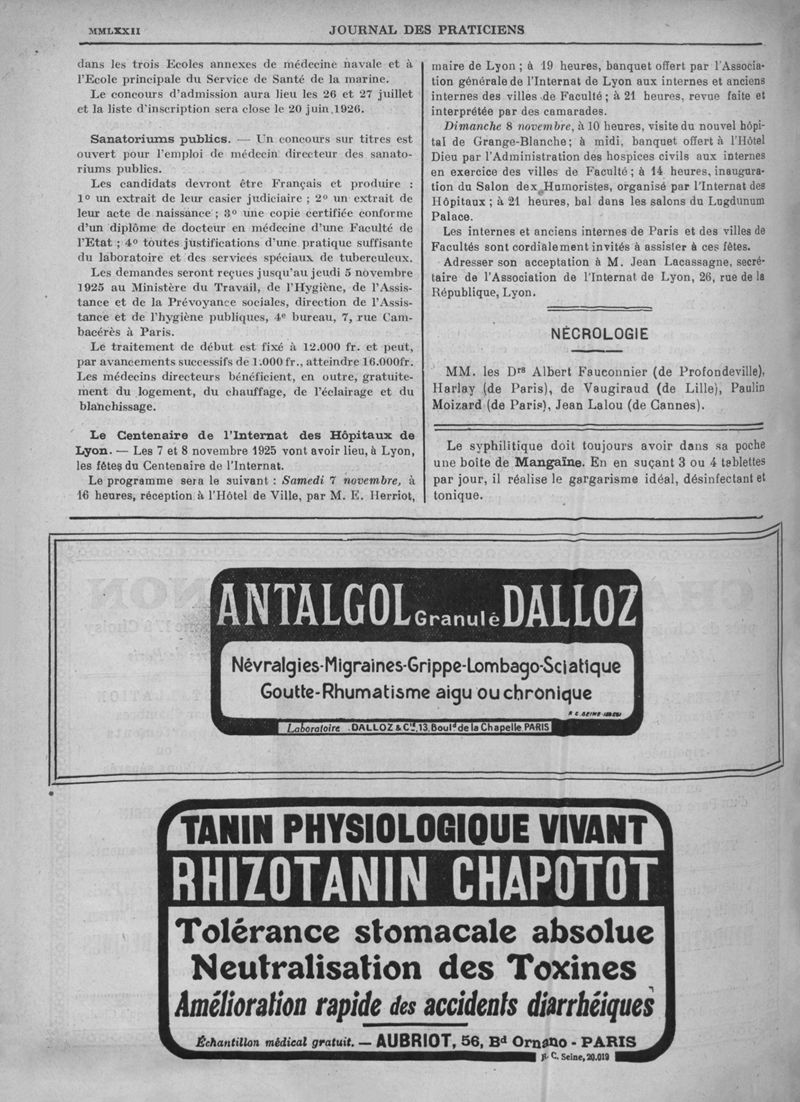 MMLXXII
JOURNAL DES PRATICIENS
dans les trois Ecoles annexes de médecine navale et à
l'Ecole principale du Service de Santé de la marine.
Le concours d'admission aura lieu les 26 et 27 juillet
et la liste d'inscription sera close le 20 juin 1926.
Sanatoriums publics. — Un concours sur titres est
ouvert pour l'emploi de médecin directeur des sanato-
riums publics.
Les candidats devront être Français et produire :
1° un extrait de leur casier judiciaire ; 2° un extrait de
leur acte de naissance ; 3° une copie certifiée conforme
d'un diplôme de docteur en médecine d'une Faculté de
l'Etat ; 4° toutes justifications d'une pratique suffisante
du laboratoire et des services spéciaux de tuberculeux.
Les demandes seront reçues jusqu'au jeudi 5 novembre
1925 au Ministère du Travail, de l'Hygiène, de l'Assis-
tance et de la Prévoyance sociales, direction de l'Assis-
tance et de l'hygiène publiques, 4e bureau, 7, rue Cam-
bacérès à Paris.
Le traitement de début est fixé à 12.000 fr. et peut,
par avancements successifs de 1.000 fr., atteindre 16.000fr.
Les médecins directeurs bénéficient, en outre, gratuite-
ment du logement, du chauffage, de l'éclairage et du
blanchissage.
Le Centenaire de l'Internat des Hôpitaux de
Lyon. — Les 7 et 8 novembre 1925 vont avoir lieu, à Lyon,
les fêtes du Centenaire de l'Internat.
Le programme sera le suivant : Samedi 7 novembre, à
16 heures, réception à l'Hôtel de Ville, par M. E. Herriot,
maire de Lyon ; à 19 heures, banquet offert par l'Associa-
tion générale de l'Internat de Lyon aux internes et anciens
internes des villes de Faculté ; à 21 heures, revue faite et
interprétée par des camarades.
Dimanche 8 novembre, à 10 heures, visite du nouvel hôpi-
tal de Grange-Blanche ; à midi, banquet offert à l'Hôtel
Dieu par l'Administration des hospices civils aux internes
en exercice des villes de Faculté ; à 14 heures, inaugura-
tion du Salon des Humoristes, organisé par l'Internat des
Hôpitaux ; à 21 heures, bal dans les salons du Lugdunum
Palace.
Les internes et anciens internes de Paris et des villes de
Facultés sont cordialement invités à assister à ces fêtes.
Adresser son acceptation à M. Jean Lacassagne, secré-
taire de l'Association de l'Internat de Lyon, 26, rue de la
République, Lyon.
NÉCROLOGIE
MM. les Drs Albert Fauconnier (de Profondeville),
Harlay (de Paris), de Vaugiraud (de Lille), Paulin
Moizard (de Paris), Jean Lalou (de Cannes).
Le syphilitique doit toujours avoir dans sa poche
une boite de Mangaïne. En en suçant 3 ou 4 tablettes
par jour, il réalise le gargarisme idéal, désinfectant et
tonique.
ANTALGOL Granulé DALLOZ
Névralgies-Migraines-Grippe-Lombago-Sciatique
Goutte-Rhumatisme aigu ou chronique
Laboratoire DALLOZ & Cie, 13, Bould de la Chapelle PARIS
TANIN PHYSIOLOGIQUE VIVANT
RHIZOTANIN CHAPOTOT
Tolérance stomacale absolue
Neutralisation des Toxines
Amélioration rapide des accidents diarrhéiques
Échantillon médical gratuit. — AUBRIOT, 56, Bd Ornano - PARIS
R. C. Seine, 20.019